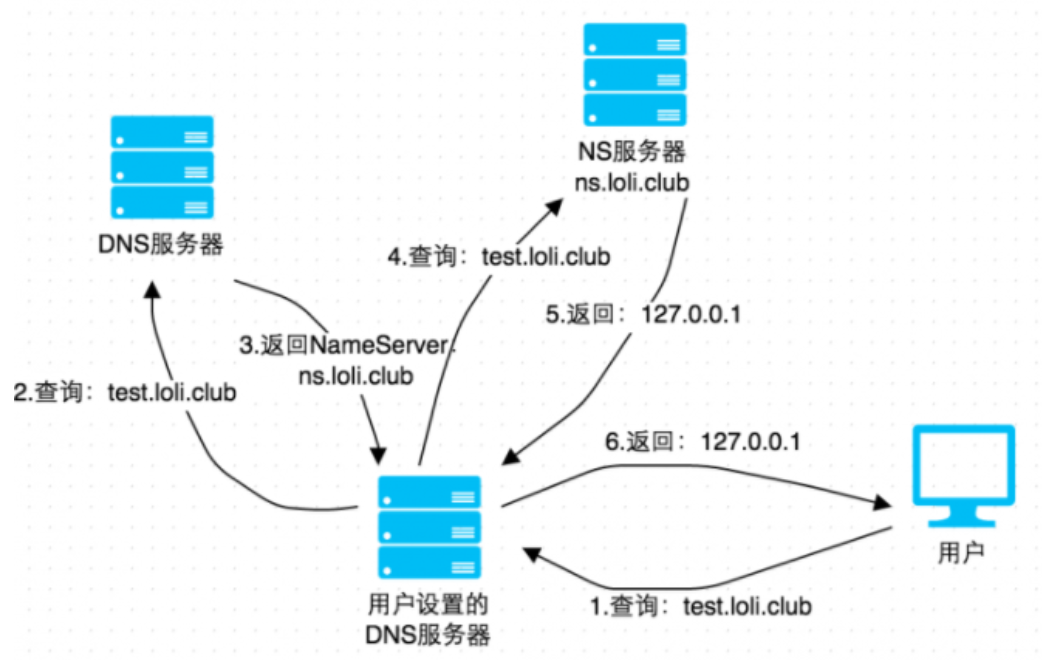 NS服务器
ns.loli.club
DNS服务器
4.查询：test.loli.club
5.返回：127.0.0.1
3.返回NameServer：
ns.loli.club
2.查询：test.loli.club
6.返回：127.0.0.1
用户
用户设置的
DNS服务器
1.查询：test.loli.club